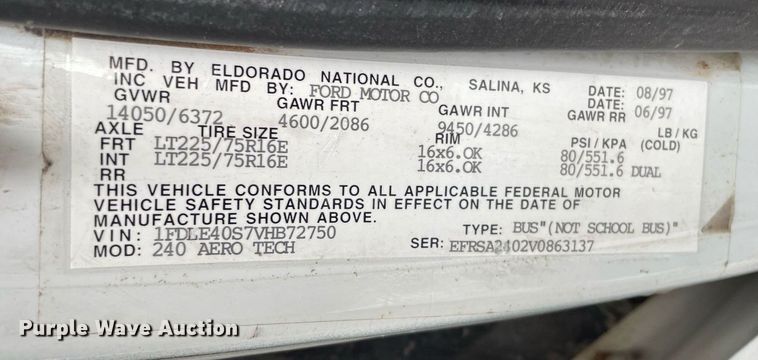 MFD. BY ELDORADO NATIONAL CO., SALINA, KS DATE: 08/97
INC VEH MFD BY: FORD MOTOR CO DATE: 06/97
GVWR GAWR FRT GAWR INT GAWR RR
14050/6372 4600/2086 9450/4286 LB/KG
AXLE TIRE SIZE RIM PSI / KPA (COLD)
FRT LT225/75R16E 16x6.OK 80/551.6
INT LT225/75R16E 16x6.OK 80/551.6 DUAL
RR
THIS VEHICLE CONFORMS TO ALL APPLICABLE FEDERAL MOTOR
VEHICLE SAFETY STANDARDS IN EFFECT ON THE DATE OF
MANUFACTURE SHOWN ABOVE.
VIN: 1FDLE40S7VHB72750 TYPE: BUS"(NOT SCHOOL BUS)"
MOD: 240 AERO TECH SER: EFRSA2402V0863137
Purple Wave Auction